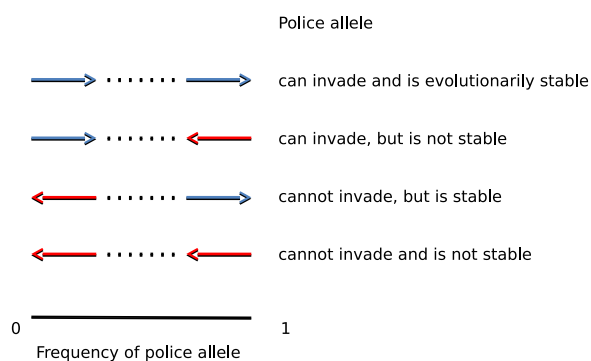 Police allele
can invade and is evolutionarily stable
can invade, but is not stable
cannot invade, but is stable
cannot invade and is not stable
0 1
Frequency of police allele